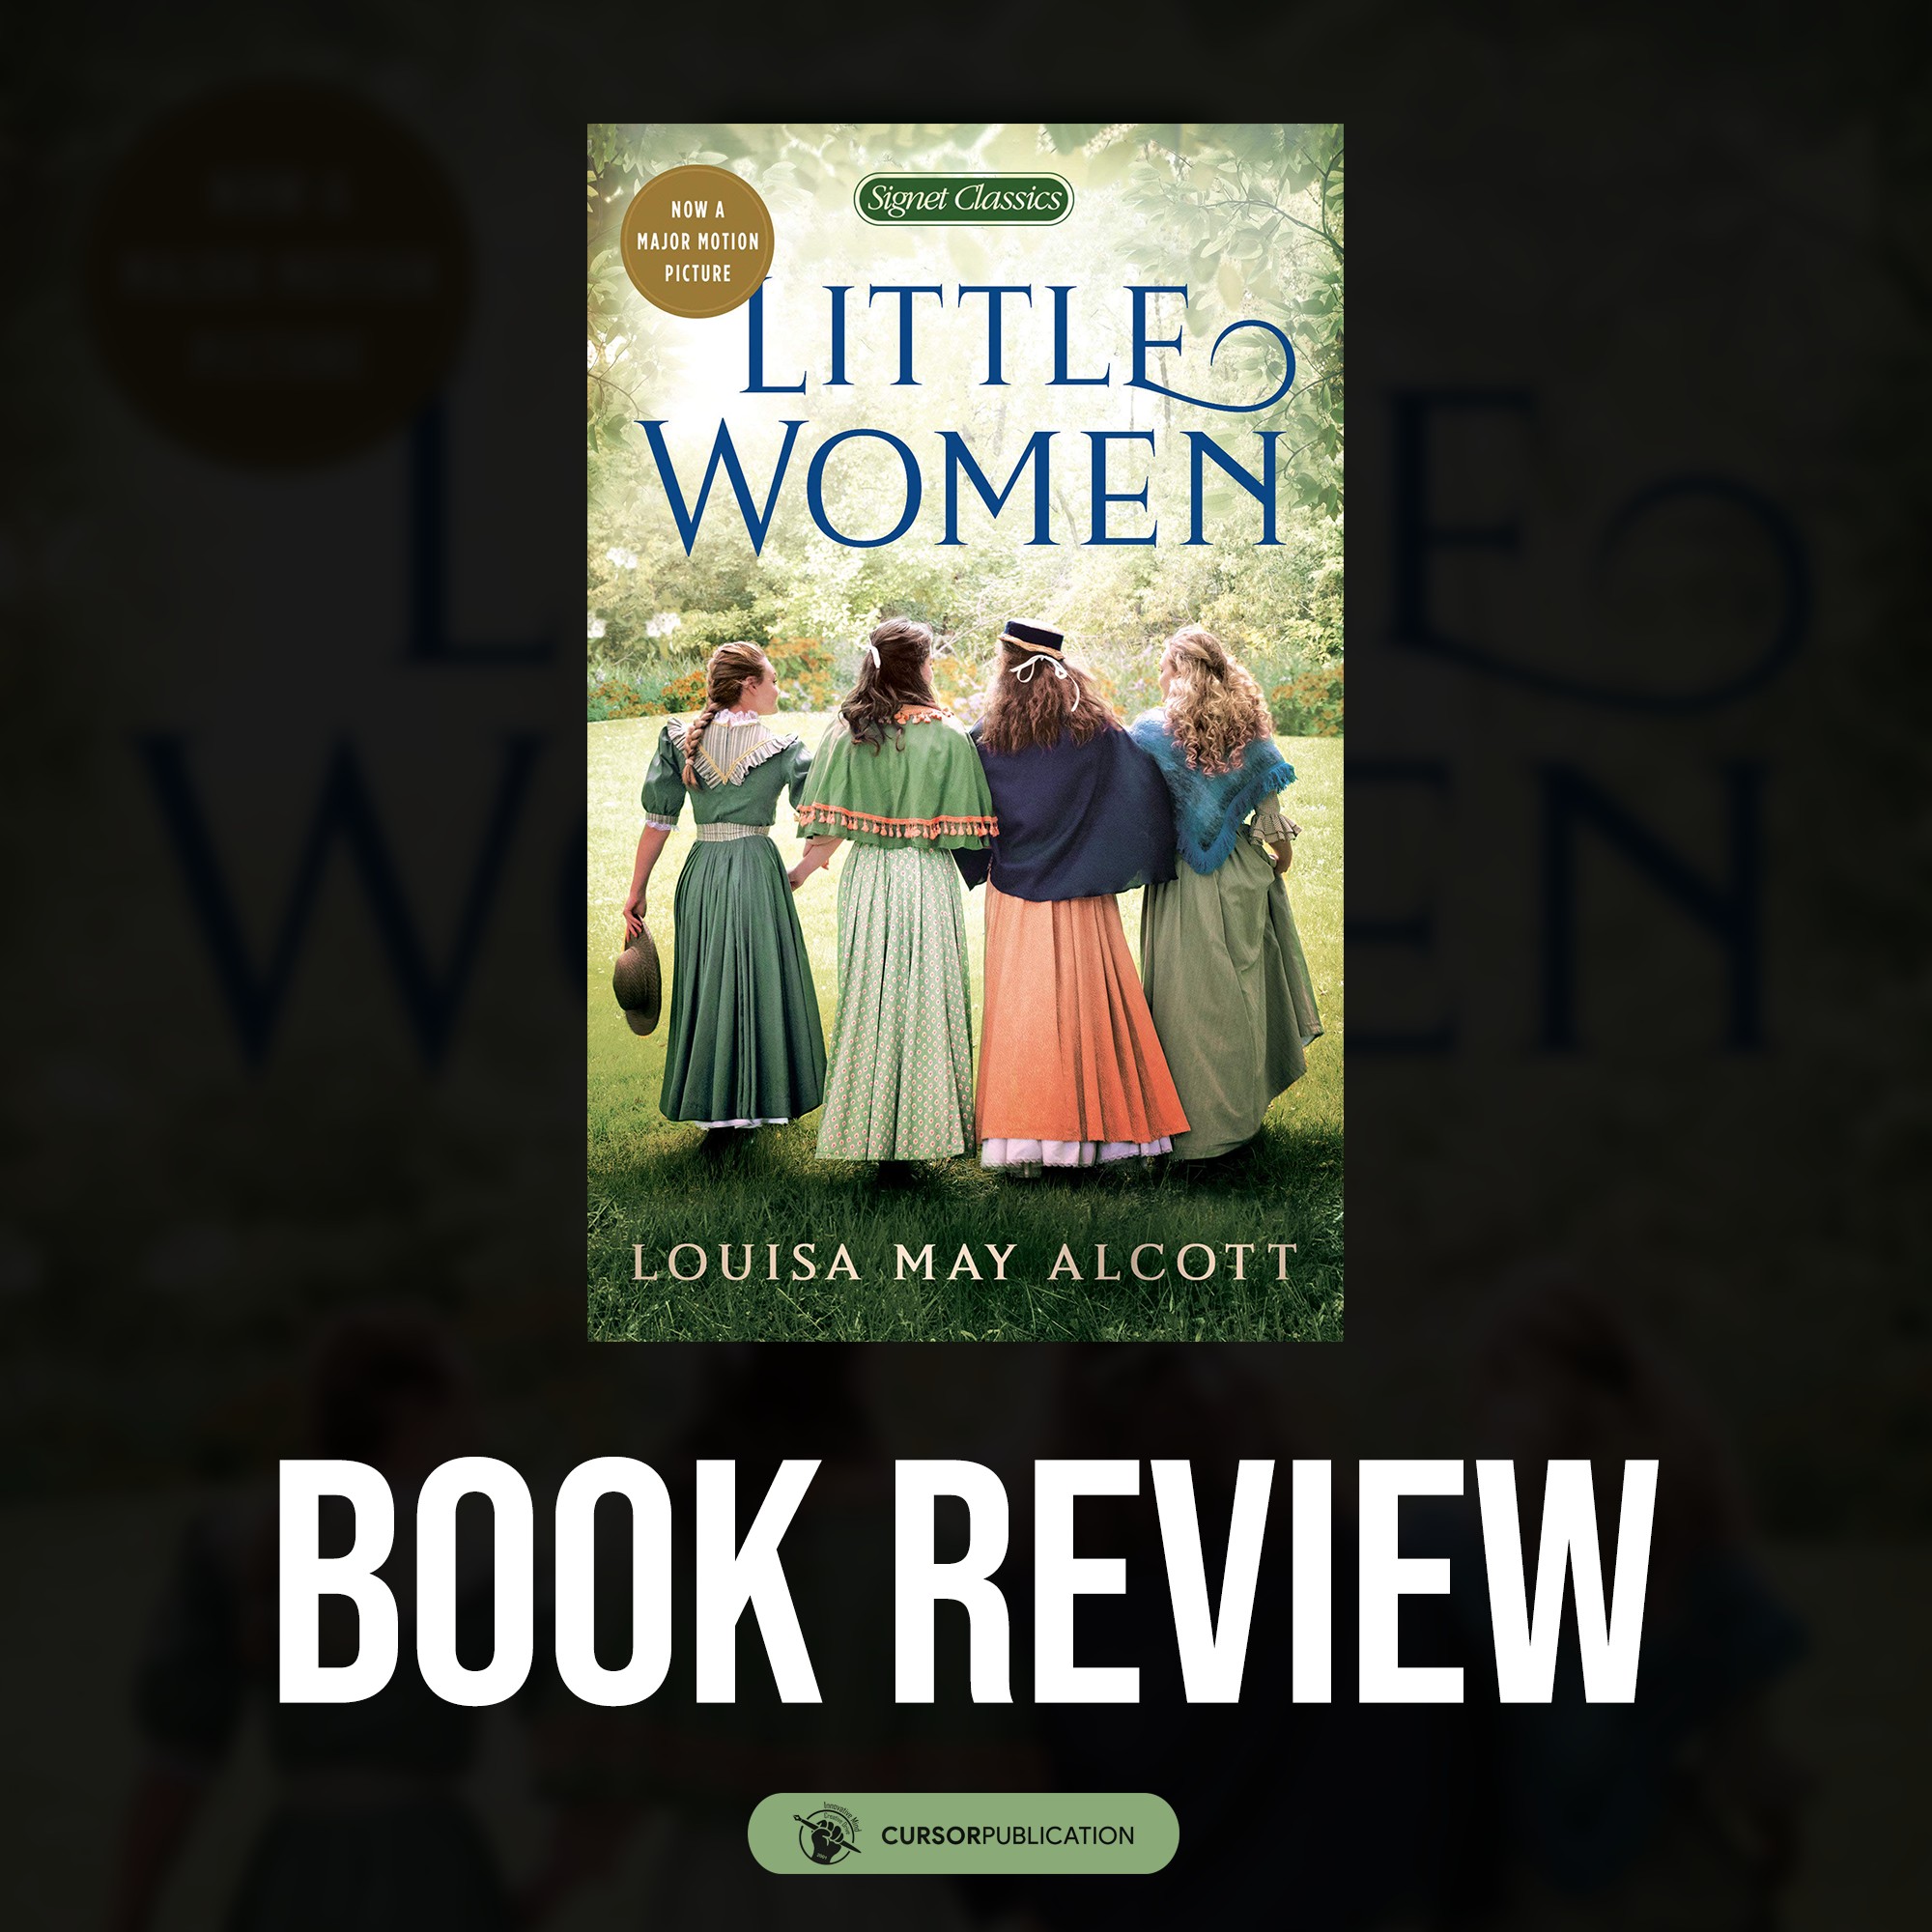 NOW A
MAJOR MOTION
PICTURE
Signet Classics
LITTLE
WOMEN
LOUISA MAY ALCOTT
BOOK REVIEW
CURSORPUBLICATION